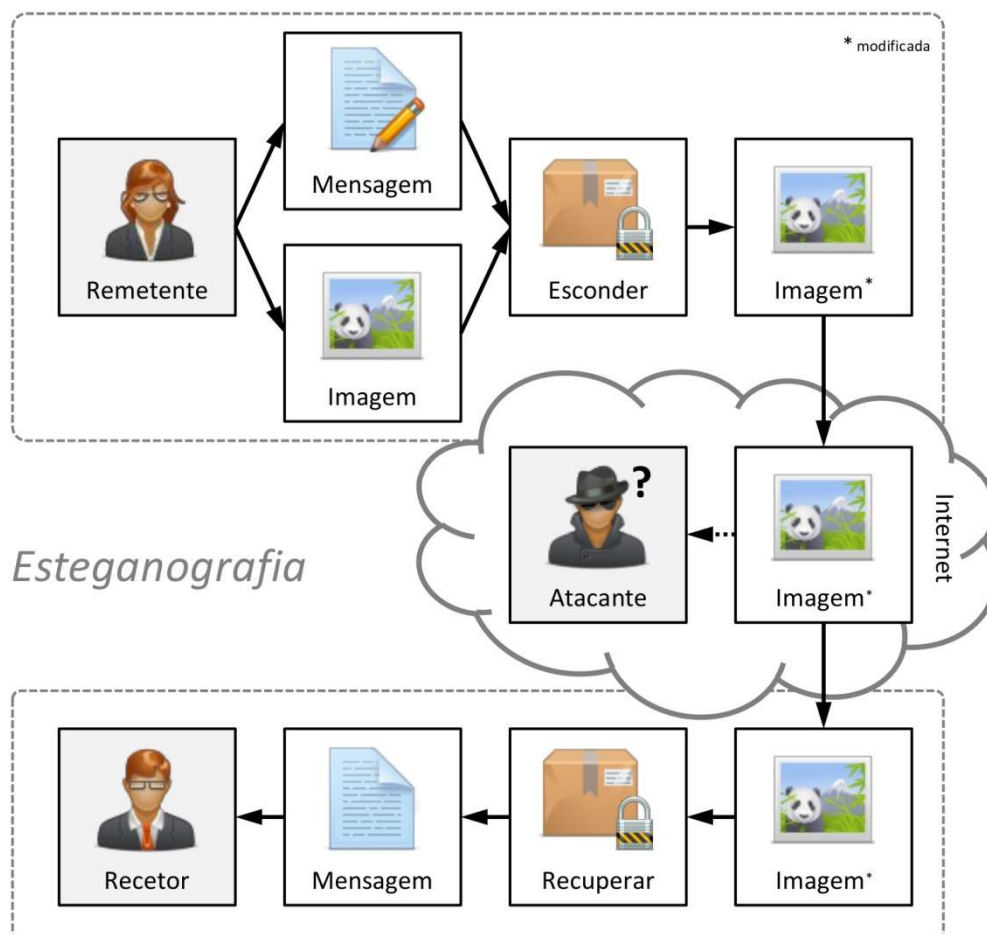 * modificada
Mensagem
Remetente
Imagem
Esconder
Imagem*
?
Atacante
Imagem*
Internet
Esteganografia
Recetor
Mensagem
Recuperar
Imagem*